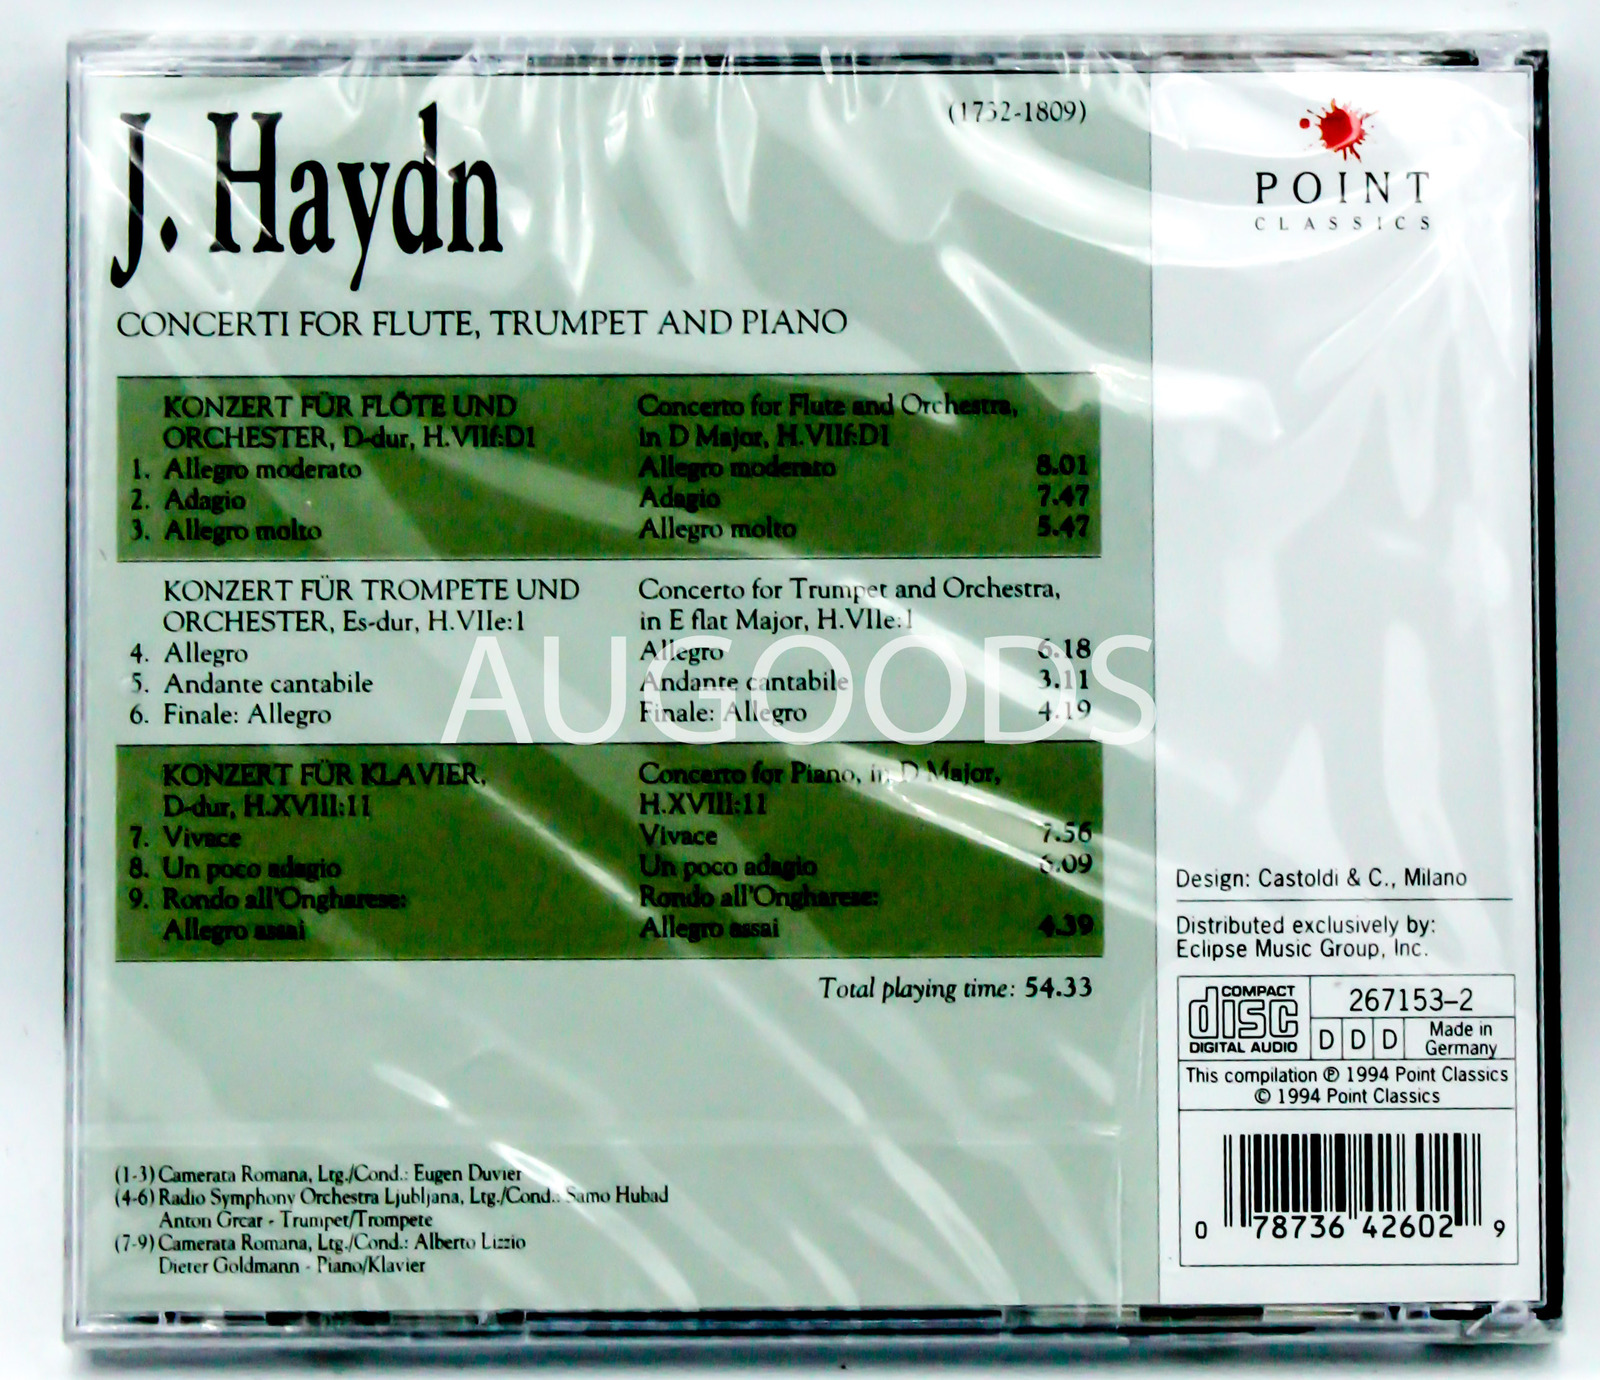 J. Haydn
(1732-1809)
CONCERTI FOR FLUTE, TRUMPET AND PIANO
KONZERT FÜR FLÖTE UND
ORCHESTER, D-dur, H.VIIf:D1
1. Allegro moderato
2. Adagio
3. Allegro molto
Concerto for Flute and Orchestra,
in D Major, H.VIIf:D1
Allegro moderato 8.01
Adagio 7.47
Allegro molto 5.47
KONZERT FÜR TROMPETE UND
ORCHESTER, Es-dur, H.VIIe:1
4. Allegro
5. Andante cantabile
6. Finale: Allegro
Concerto for Trumpet and Orchestra,
in E flat Major, H.VIIe:1
Allegro 6.18
Andante cantabile 3.11
Finale: Allegro 4.19
AUGOODS
KONZERT FÜR KLAVIER,
D-dur, H.XVIII:11
7. Vivace
8. Un poco adagio
9. Rondo all'Ongharese:
Allegro assai
Concerto for Piano, in D Major,
H.XVIII:11
Vivace 7.56
Un poco adagio 6.09
Rondo all'Ongharese:
Allegro assai 4.39
Total playing time: 54.33
(1-3) Camerata Romana, Ltg./Cond.: Eugen Duvier
(4-6) Radio Symphony Orchestra Ljubljana, Ltg./Cond.: Samo Hubad
Anton Grcar - Trumpet/Trompete
(7-9) Camerata Romana, Ltg./Cond.: Alberto Lizzio
Dieter Goldmann - Piano/Klavier
POINT
CLASSICS
Design: Castoldi & C., Milano
Distributed exclusively by:
Eclipse Music Group, Inc.
COMPACT
disc
DIGITAL AUDIO
267153-2
D D D
Made in
Germany
This compilation ℗ 1994 Point Classics
© 1994 Point Classics
0 78736 42602 9